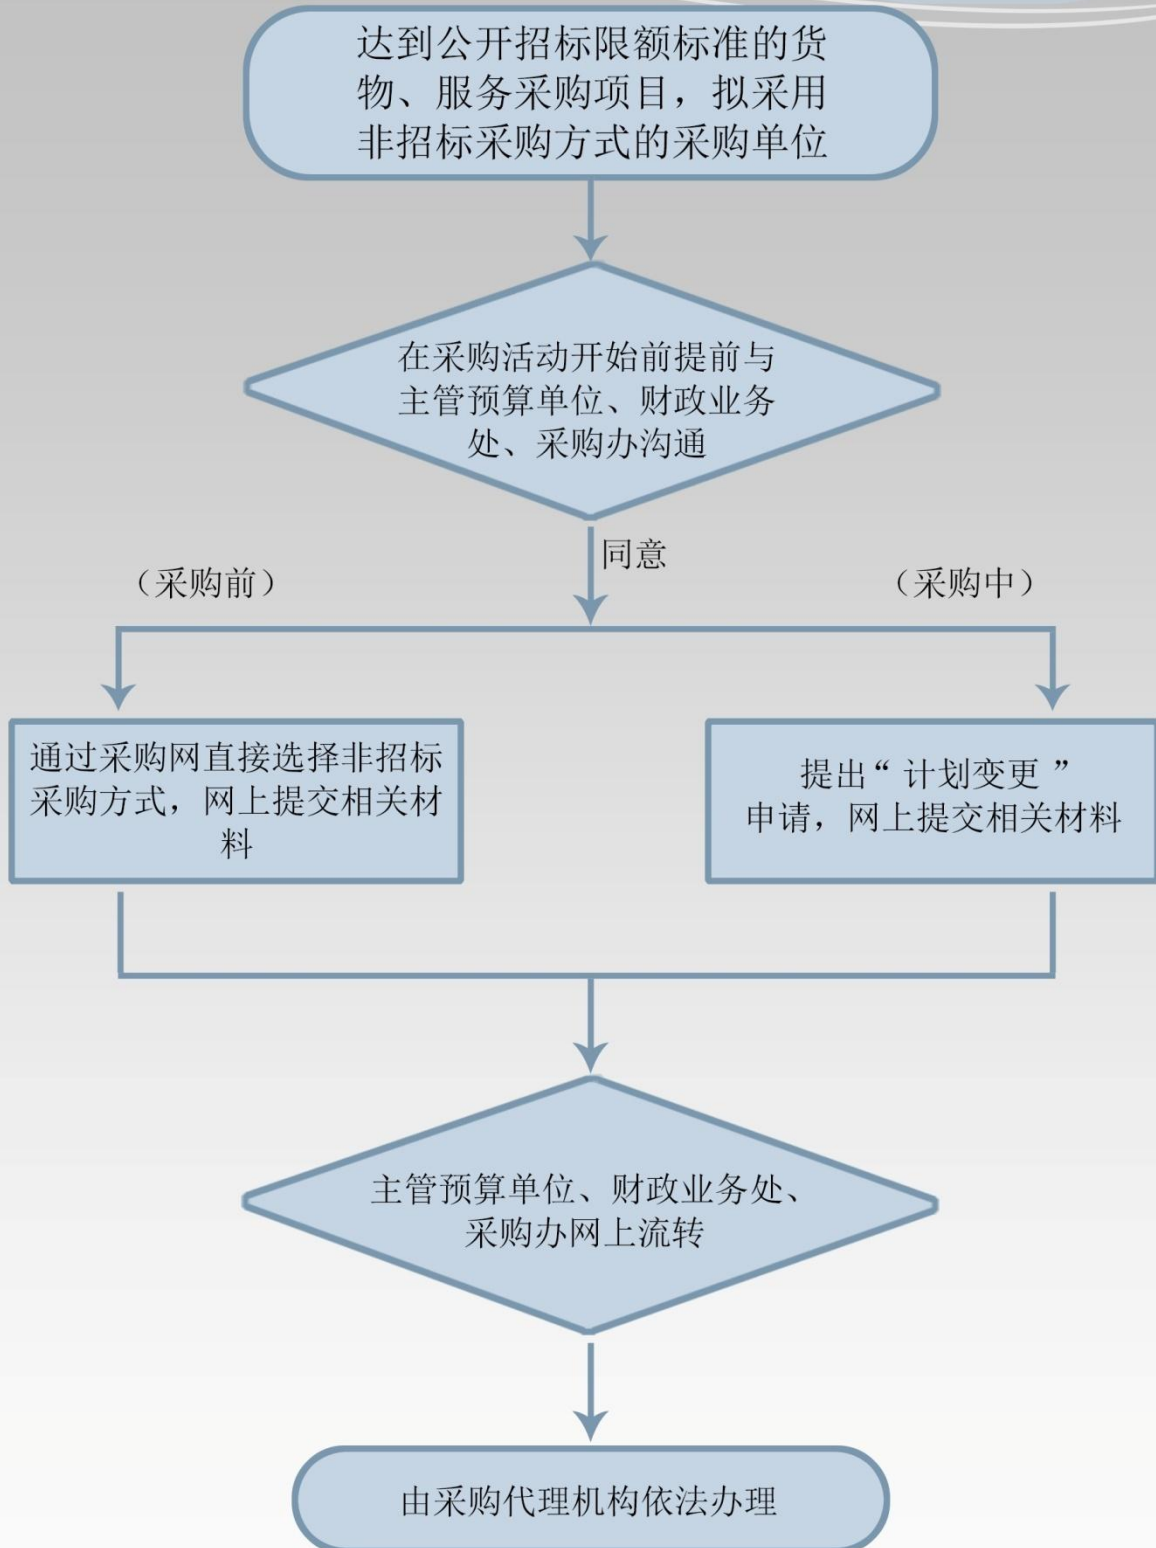 达到公开招标限额标准的货
物、服务采购项目，拟采用
非招标采购方式的采购单位
在采购活动开始前提前与
主管预算单位、财政业务
处、采购办沟通
同意
（采购前）
（采购中）
通过采购网直接选择非招标
采购方式，网上提交相关材
料
提出“计划变更”
申请，网上提交相关材料
主管预算单位、财政业务处、
采购办网上流转
由采购代理机构依法办理